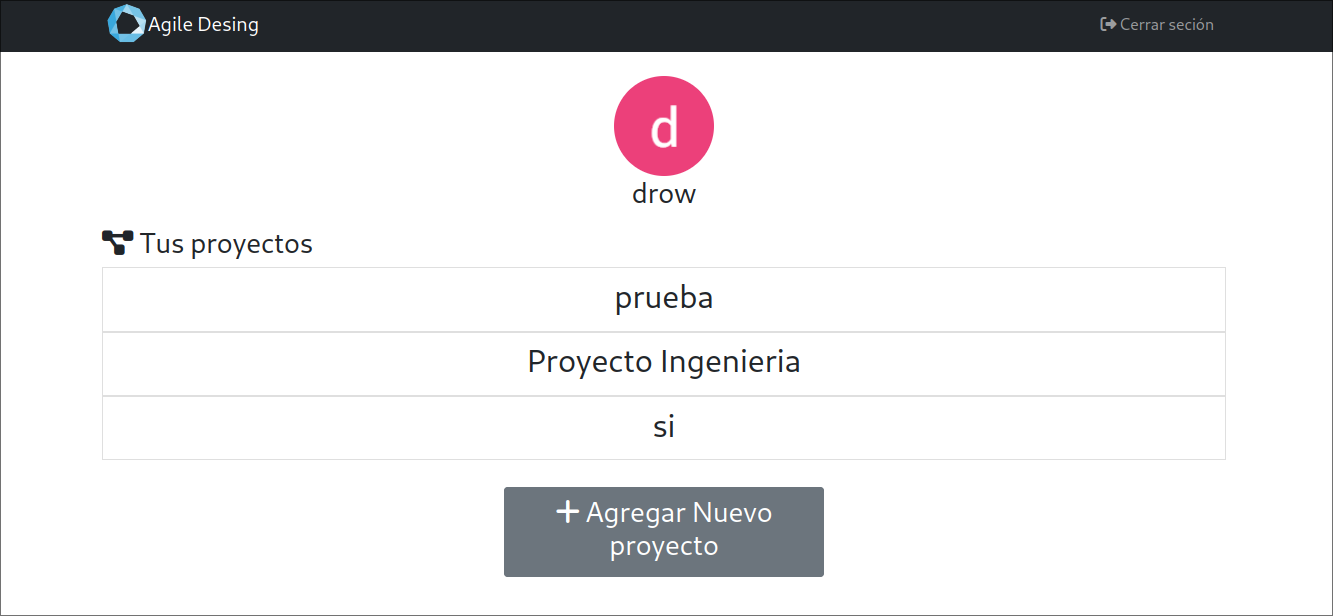 Agile Desing
Cerrar seción
d
drow
Tus proyectos
prueba
Proyecto Ingenieria
si
Agregar Nuevo
proyecto